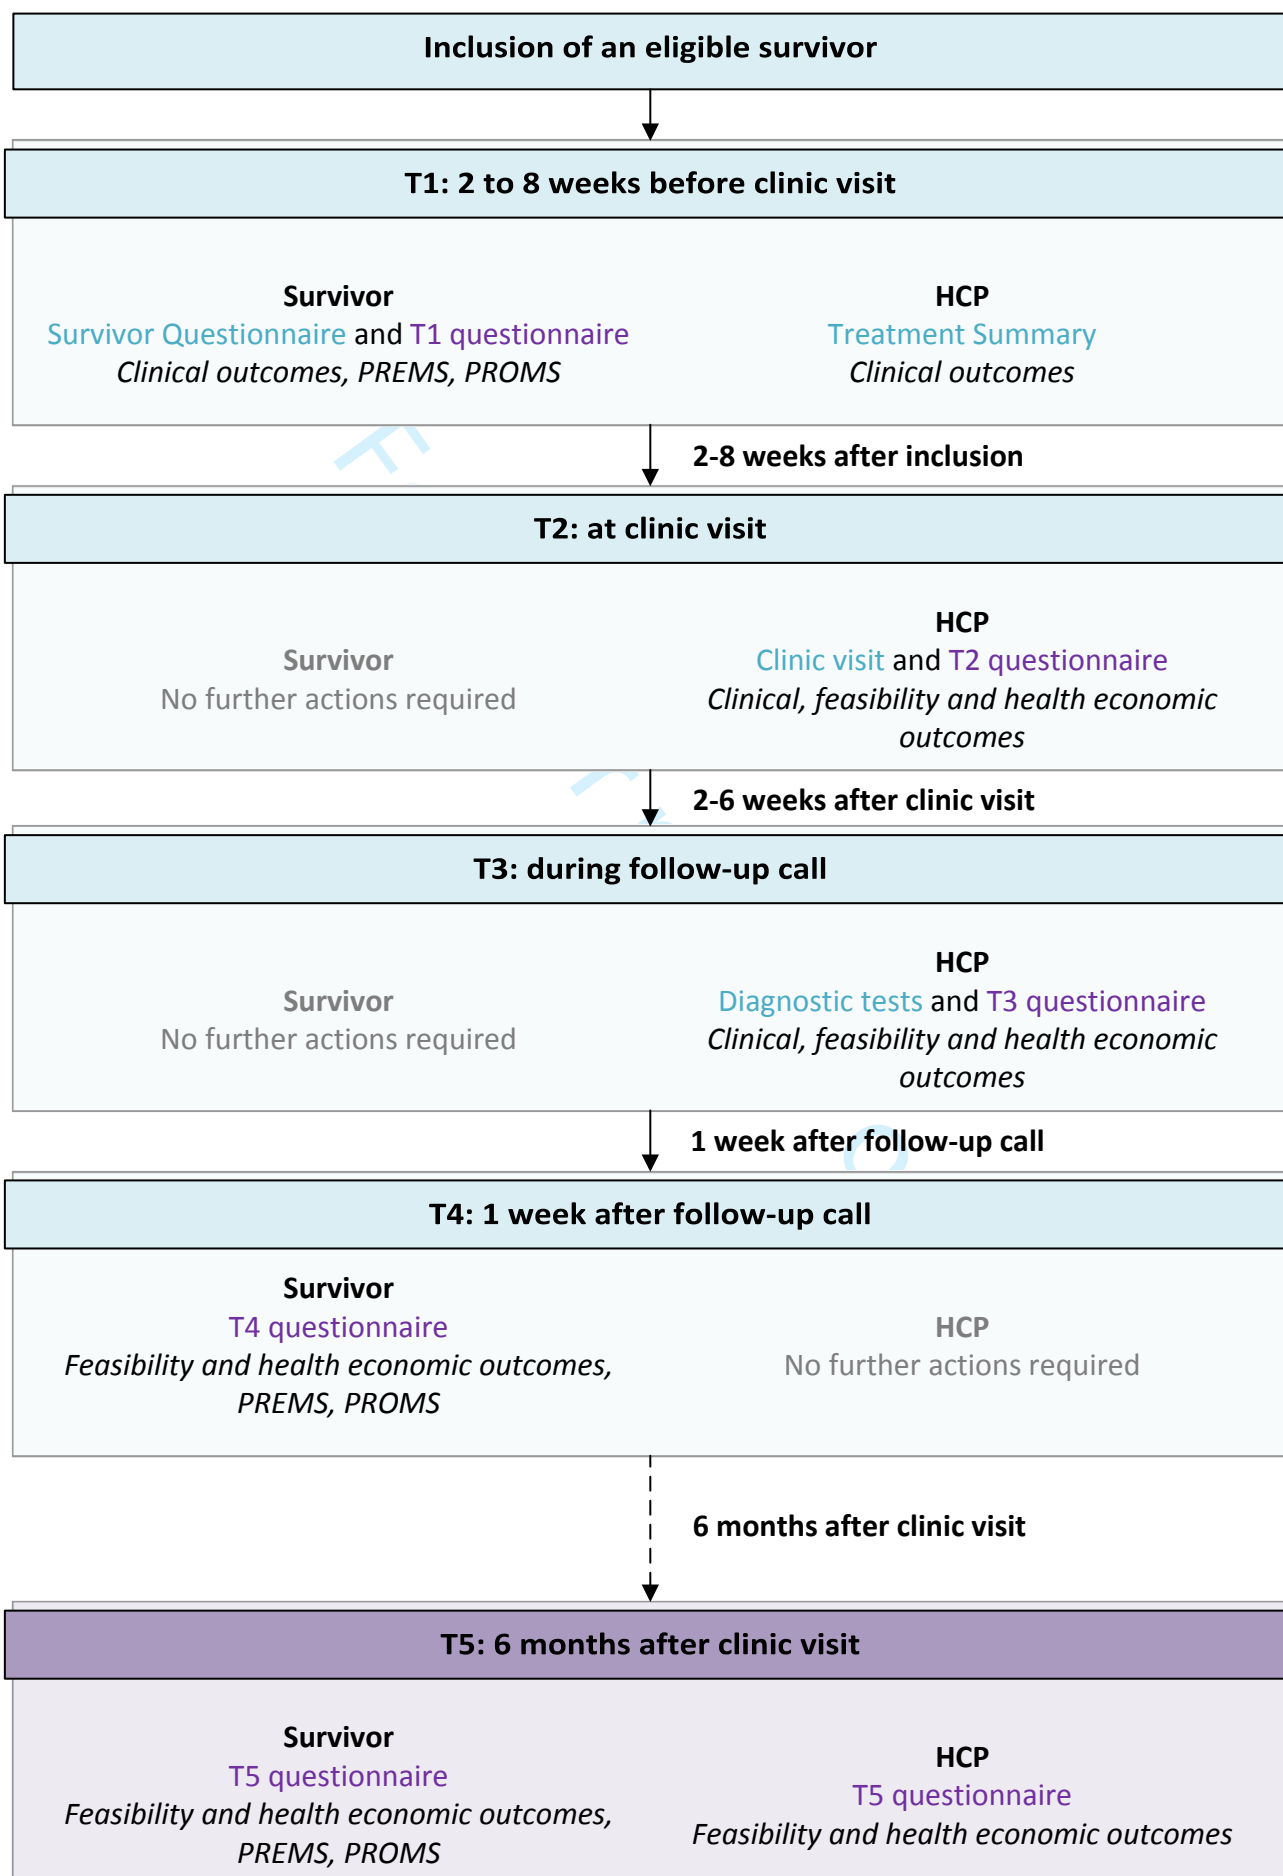 Inclusion of an eligible survivor
T1: 2 to 8 weeks before clinic visit
Survivor
Survivor Questionnaire and T1 questionnaire
Clinical outcomes, PREMS, PROMS
HCP
Treatment Summary
Clinical outcomes
2-8 weeks after inclusion
T2: at clinic visit
Survivor
No further actions required
HCP
Clinic visit and T2 questionnaire
Clinical, feasibility and health economic
outcomes
2-6 weeks after clinic visit
T3: during follow-up call
Survivor
No further actions required
HCP
Diagnostic tests and T3 questionnaire
Clinical, feasibility and health economic
outcomes
1 week after follow-up call
T4: 1 week after follow-up call
Survivor
T4 questionnaire
Feasibility and health economic outcomes,
PREMS, PROMS
HCP
No further actions required
6 months after clinic visit
T5: 6 months after clinic visit
Survivor
T5 questionnaire
Feasibility and health economic outcomes,
PREMS, PROMS
HCP
T5 questionnaire
Feasibility and health economic outcomes